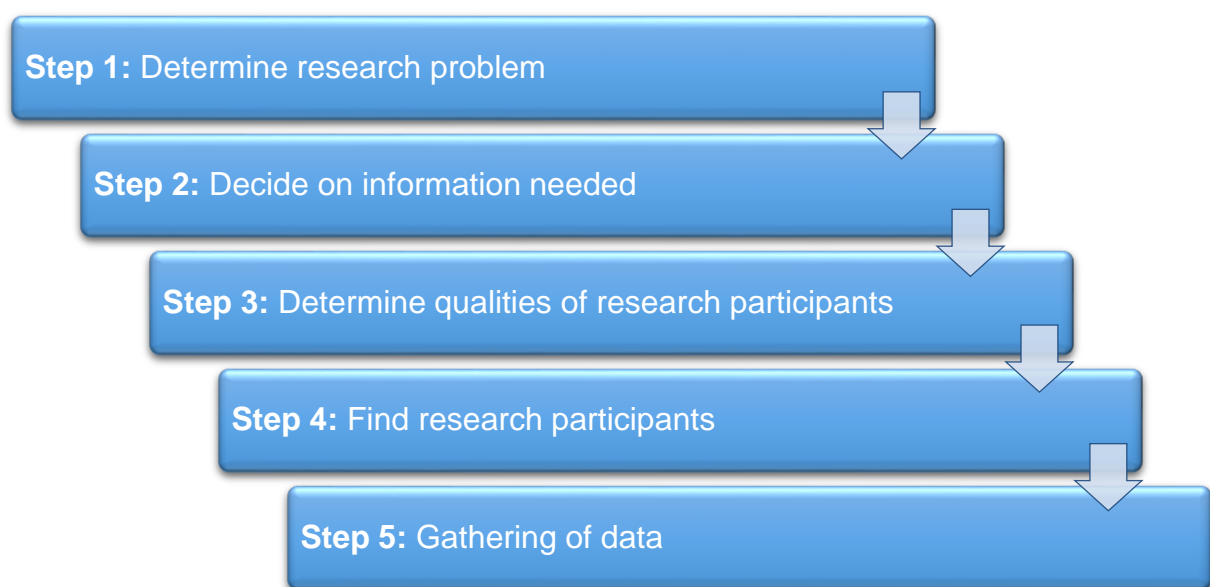 Step 1: Determine research problem
Step 2: Decide on information needed
Step 3: Determine qualities of research participants
Step 4: Find research participants
Step 5: Gathering of data